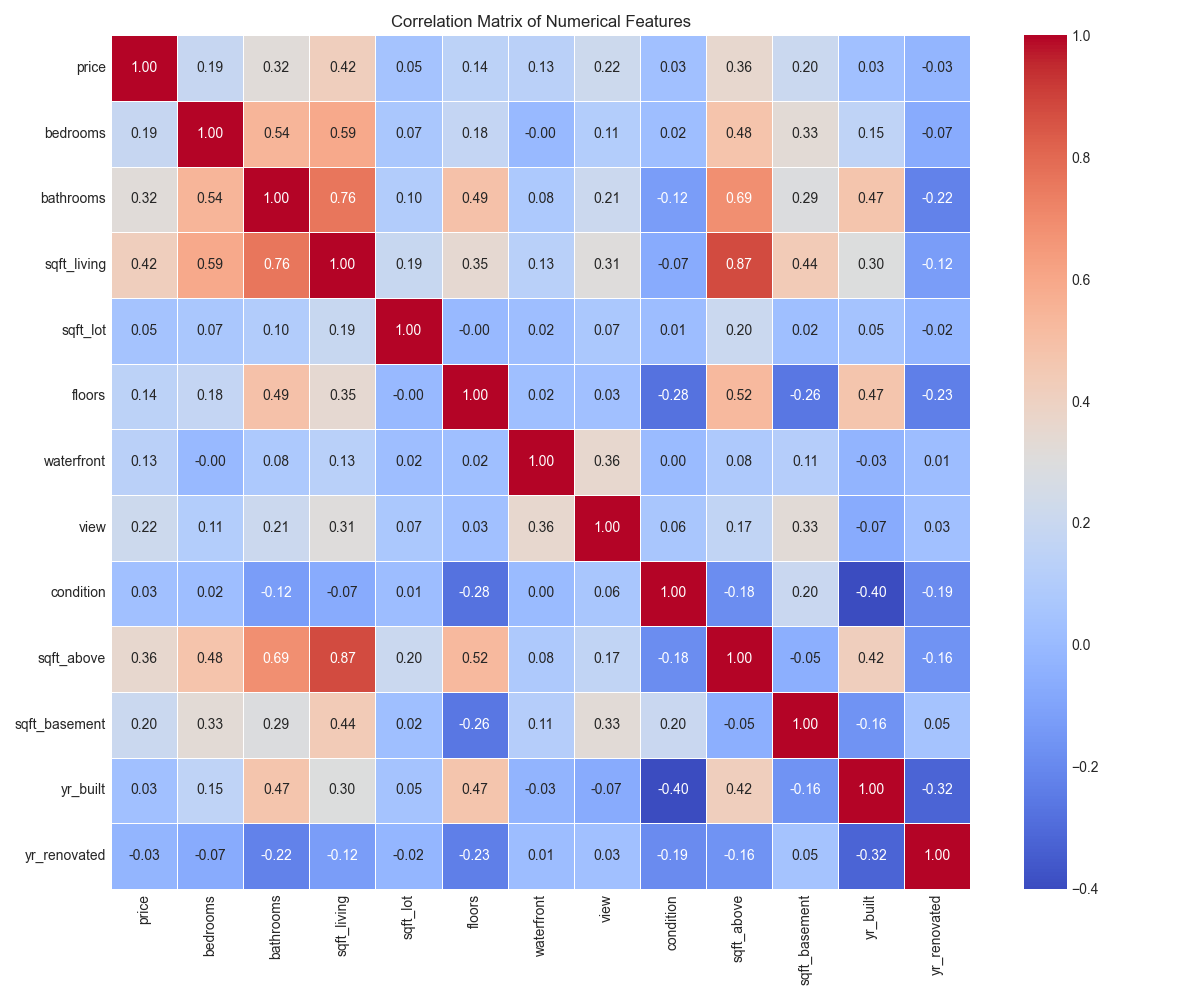 Correlation Matrix of Numerical Features
price 1.00 0.19 0.32 0.42 0.05 0.14 0.13 0.22 0.03 0.36 0.20 0.03 -0.03
bedrooms 0.19 1.00 0.54 0.59 0.07 0.18 -0.00 0.11 0.02 0.48 0.33 0.15 -0.07
bathrooms 0.32 0.54 1.00 0.76 0.10 0.49 0.08 0.21 -0.12 0.69 0.29 0.47 -0.22
sqft_living 0.42 0.59 0.76 1.00 0.19 0.35 0.13 0.31 -0.07 0.87 0.44 0.30 -0.12
sqft_lot 0.05 0.07 0.10 0.19 1.00 -0.00 0.02 0.07 0.01 0.20 0.02 0.05 -0.02
floors 0.14 0.18 0.49 0.35 -0.00 1.00 0.02 0.03 -0.28 0.52 -0.26 0.47 -0.23
waterfront 0.13 -0.00 0.08 0.13 0.02 0.02 1.00 0.36 0.00 0.08 0.11 -0.03 0.01
view 0.22 0.11 0.21 0.31 0.07 0.03 0.36 1.00 0.06 0.17 0.33 -0.07 0.03
condition 0.03 0.02 -0.12 -0.07 0.01 -0.28 0.00 0.06 1.00 -0.18 0.20 -0.40 -0.19
sqft_above 0.36 0.48 0.69 0.87 0.20 0.52 0.08 0.17 -0.18 1.00 -0.05 0.42 -0.16
sqft_basement 0.20 0.33 0.29 0.44 0.02 -0.26 0.11 0.33 0.20 -0.05 1.00 -0.16 0.05
yr_built 0.03 0.15 0.47 0.30 0.05 0.47 -0.03 -0.07 -0.40 0.42 -0.16 1.00 -0.32
yr_renovated -0.03 -0.07 -0.22 -0.12 -0.02 -0.23 0.01 0.03 -0.19 -0.16 0.05 -0.32 1.00
price
bedrooms
bathrooms
sqft_living
sqft_lot
floors
waterfront
view
condition
sqft_above
sqft_basement
yr_built
yr_renovated
1.0
0.8
0.6
0.4
0.2
0.0
−0.2
−0.4